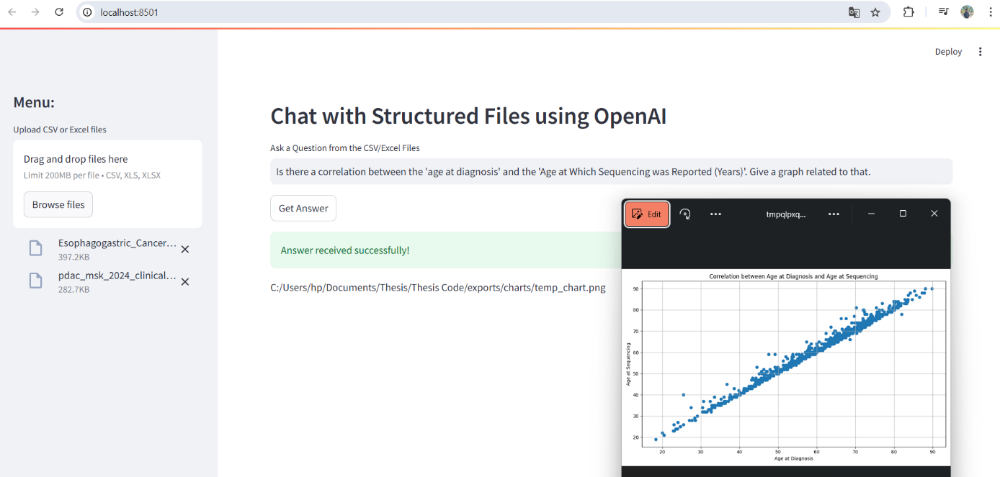 localhost:8501
Deploy
Menu:
Upload CSV or Excel files
Drag and drop files here
Limit 200MB per file • CSV, XLS, XLSX
Browse files
Esophagogastric_Cancer...
397.2KB
pdac_msk_2024_clinical...
282.7KB
Chat with Structured Files using OpenAI
Ask a Question from the CSV/Excel Files
Is there a correlation between the 'age at diagnosis' and the 'Age at Which Sequencing was Reported (Years)'. Give a graph related to that.
Get Answer
Answer received successfully!
C:/Users/hp/Documents/Thesis/Thesis Code/exports/charts/temp_chart.png
Edit
tmpqlpxq...
Correlation between Age at Diagnosis and Age at Sequencing
Age at Sequencing
90
80
70
60
50
40
30
20
20 30 40 50 60 70 80 90
Age at Diagnosis